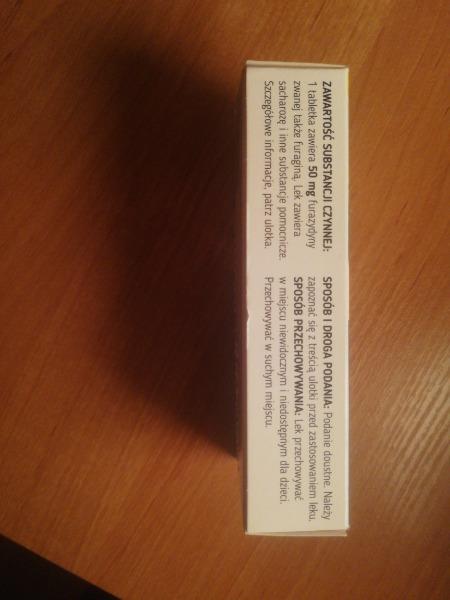 ZAWARTOŚĆ SUBSTANCJI CZYNNEJ:
1 tabletka zawiera 50 mg furazydyny
zwanej także furaginą. Lek zawiera
sacharozę i inne substancje pomocnicze.
Szczegółowe informacje, patrz ulotka.
SPOSÓB I DROGA PODANIA: Podanie doustne. Należy
zapoznać się z treścią ulotki przed zastosowaniem leku.
SPOSÓB PRZECHOWYWANIA: Lek przechowywać
w miejscu niewidocznym i niedostępnym dla dzieci.
Przechowywać w suchym miejscu.